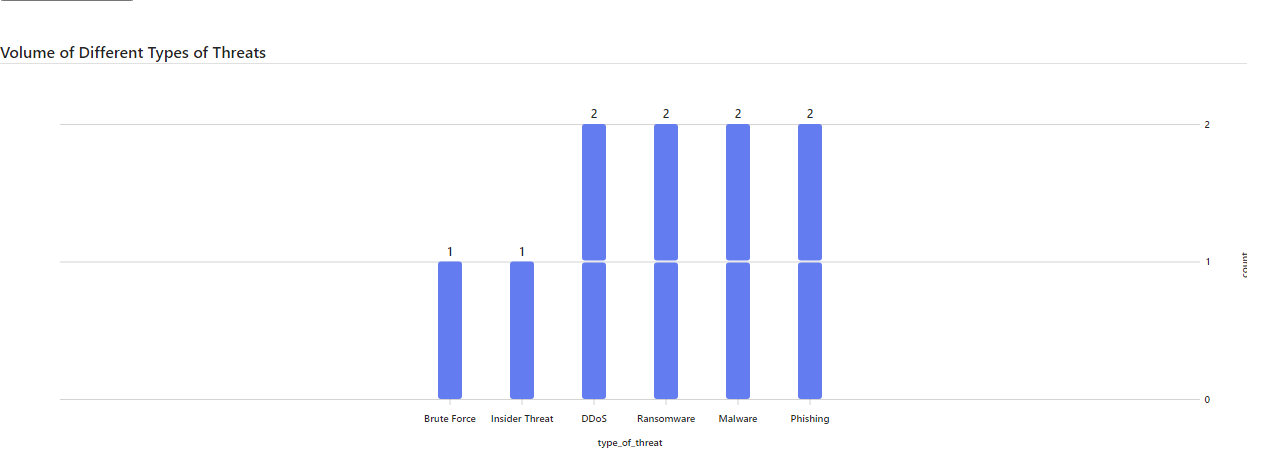 Volume of Different Types of Threats
2 2 2 2
2
1 1
1
count
0
Brute Force Insider Threat DDoS Ransomware Malware Phishing
type_of_threat